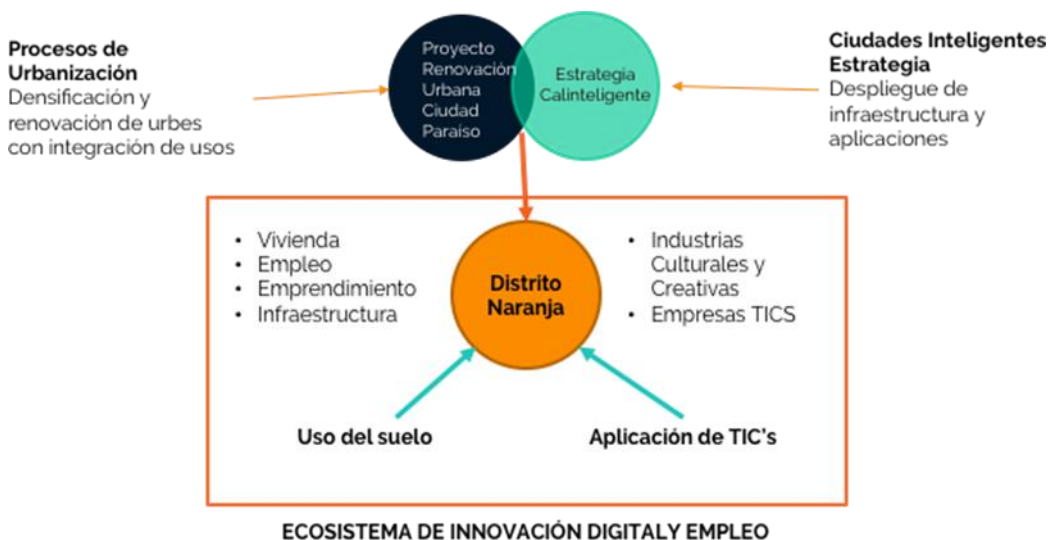 Procesos de
Urbanización
Densificación y
renovación de urbes
con integración de usos
Proyecto
Renovación
Urbana
Ciudad
Paraíso
Estrategia
Calinteligente
Ciudades Inteligentes
Estrategia
Despliegue de
infraestructura y
aplicaciones
• Vivienda
• Empleo
• Emprendimiento
• Infraestructura
Distrito
Naranja
• Industrias
Culturales y
Creativas
• Empresas TICS
Uso del suelo
Aplicación de TIC's
ECOSISTEMA DE INNOVACIÓN DIGITALY EMPLEO